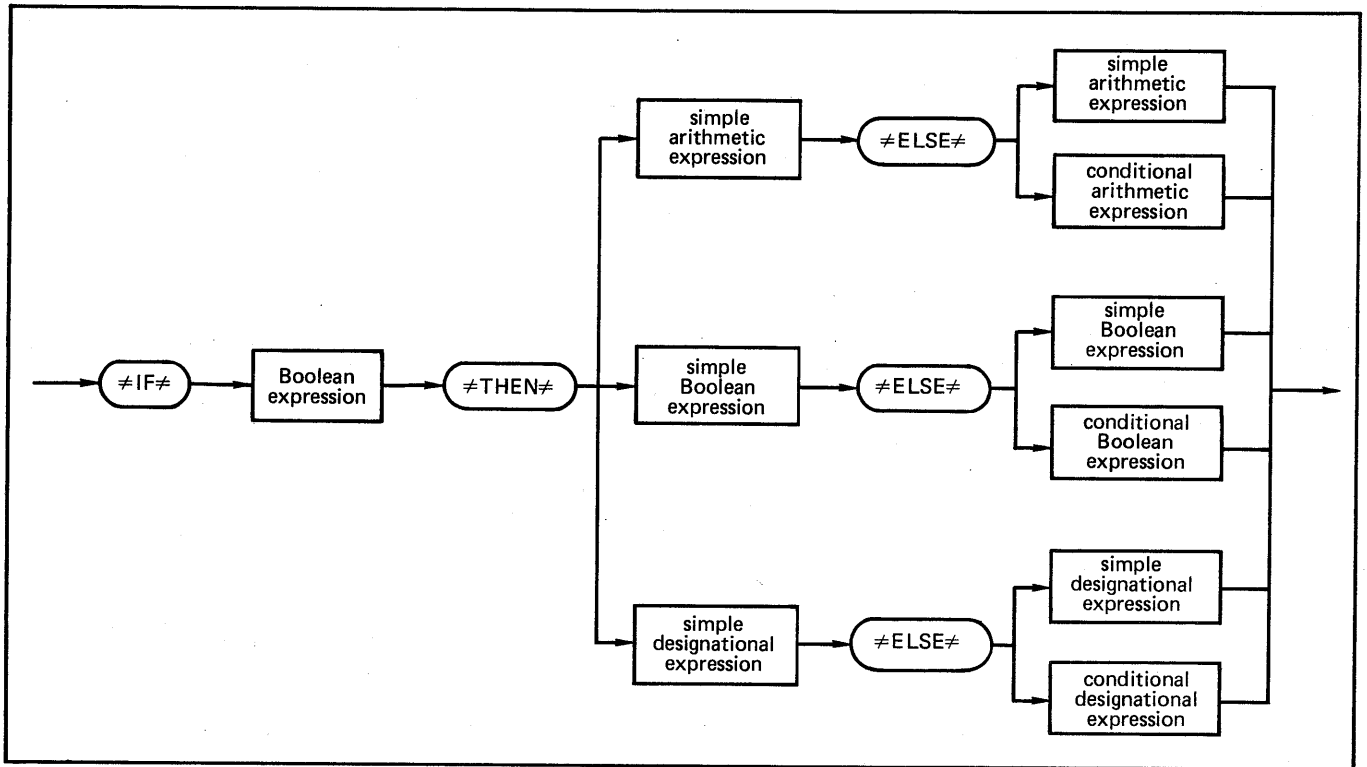 ≠IF≠
Boolean
expression
≠THEN≠
simple
arithmetic
expression
≠ELSE≠
simple
arithmetic
expression
conditional
arithmetic
expression
simple
Boolean
expression
≠ELSE≠
simple
Boolean
expression
conditional
Boolean
expression
simple
designational
expression
≠ELSE≠
simple
designational
expression
conditional
designational
expression